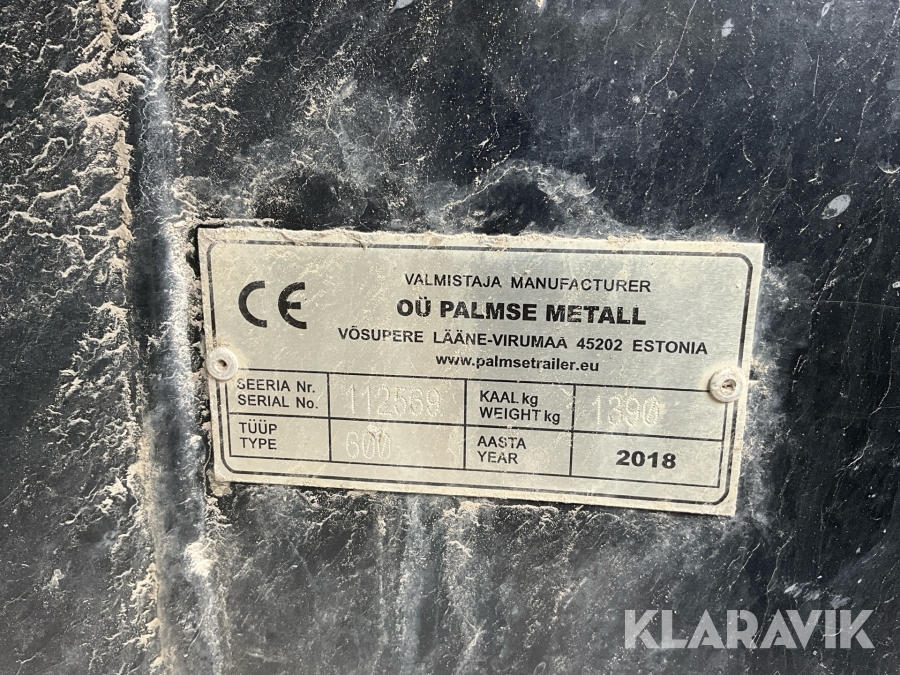 CE
VALMISTAJA MANUFACTURER
OÜ PALMSE METALL
VÕSUPERE LÄÄNE-VIRUMAA 45202 ESTONIA
www.palmsetrailer.eu
SEERIA Nr.
SERIAL No.
112569
KAAL kg
WEIGHT kg
1390
TÜÜP
TYPE
600
AASTA
YEAR
2018
KLARAVIK